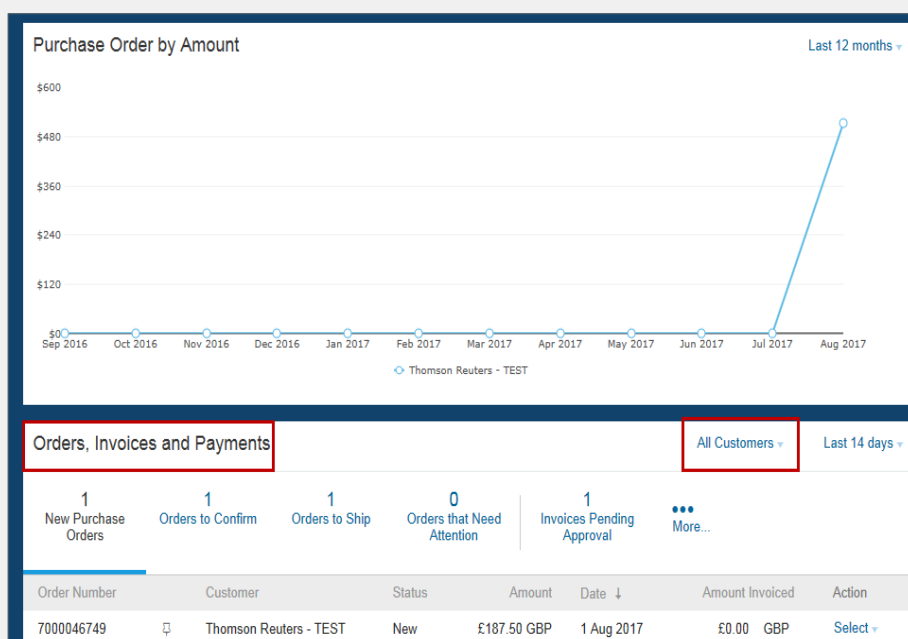 Purchase Order by Amount
Last 12 months
$600
$480
$360
$240
$120
$0
Sep 2016 Oct 2016 Nov 2016 Dec 2016 Jan 2017 Feb 2017 Mar 2017 Apr 2017 May 2017 Jun 2017 Jul 2017 Aug 2017
Thomson Reuters - TEST
Orders, Invoices and Payments
All Customers
Last 14 days
1 1 1 0 1
New Purchase Orders to Confirm Orders to Ship Orders that Need Invoices Pending More...
Orders Attention Approval
Order Number Customer Status Amount Date ↓ Amount Invoiced Action
7000046749 Thomson Reuters - TEST New £187.50 GBP 1 Aug 2017 £0.00 GBP Select